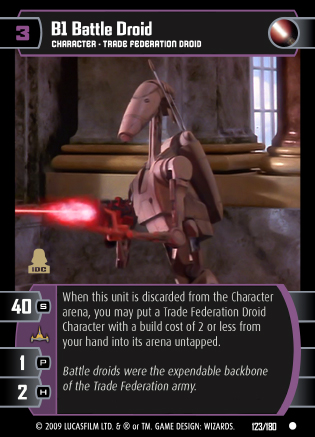 3
B1 Battle Droid
CHARACTER - TRADE FEDERATION DROID
IDC
40 S
1 P
2 H
When this unit is discarded from the Character
arena, you may put a Trade Federation Droid
Character with a build cost of 2 or less from
your hand into its arena untapped.
Battle droids were the expendable backbone
of the Trade Federation army.
© 2009 LUCASFILM LTD. & ® or TM. GAME DESIGN: WIZARDS. 123/180